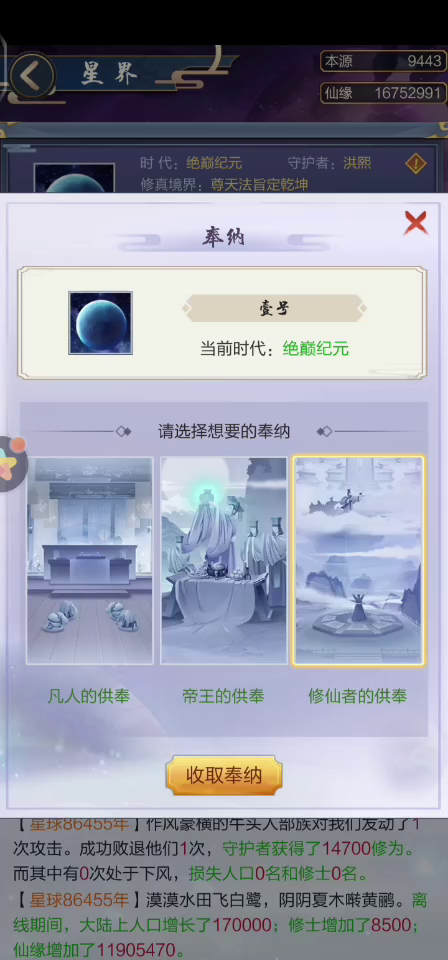 星界
本源 9443
仙缘 16752991
时代：绝巅纪元 守护者：洪熙
修真境界：尊天法旨定乾坤
奉纳
壹号
当前时代：绝巅纪元
请选择想要的奉纳
凡人的供奉 帝王的供奉 修仙者的供奉
收取奉纳
【星球86455年】作风豪横的牛头人部族对我们发动了1
次攻击。成功败退他们1次，守护者获得了14700修为。
而其中有0次处于下风，损失人口0名和修士0名。
【星球86455年】漠漠水田飞白鹭，阴阴夏木啭黄鹂。离
线期间，大陆上人口增长了170000；修士增加了8500；
仙缘增加了11905470。